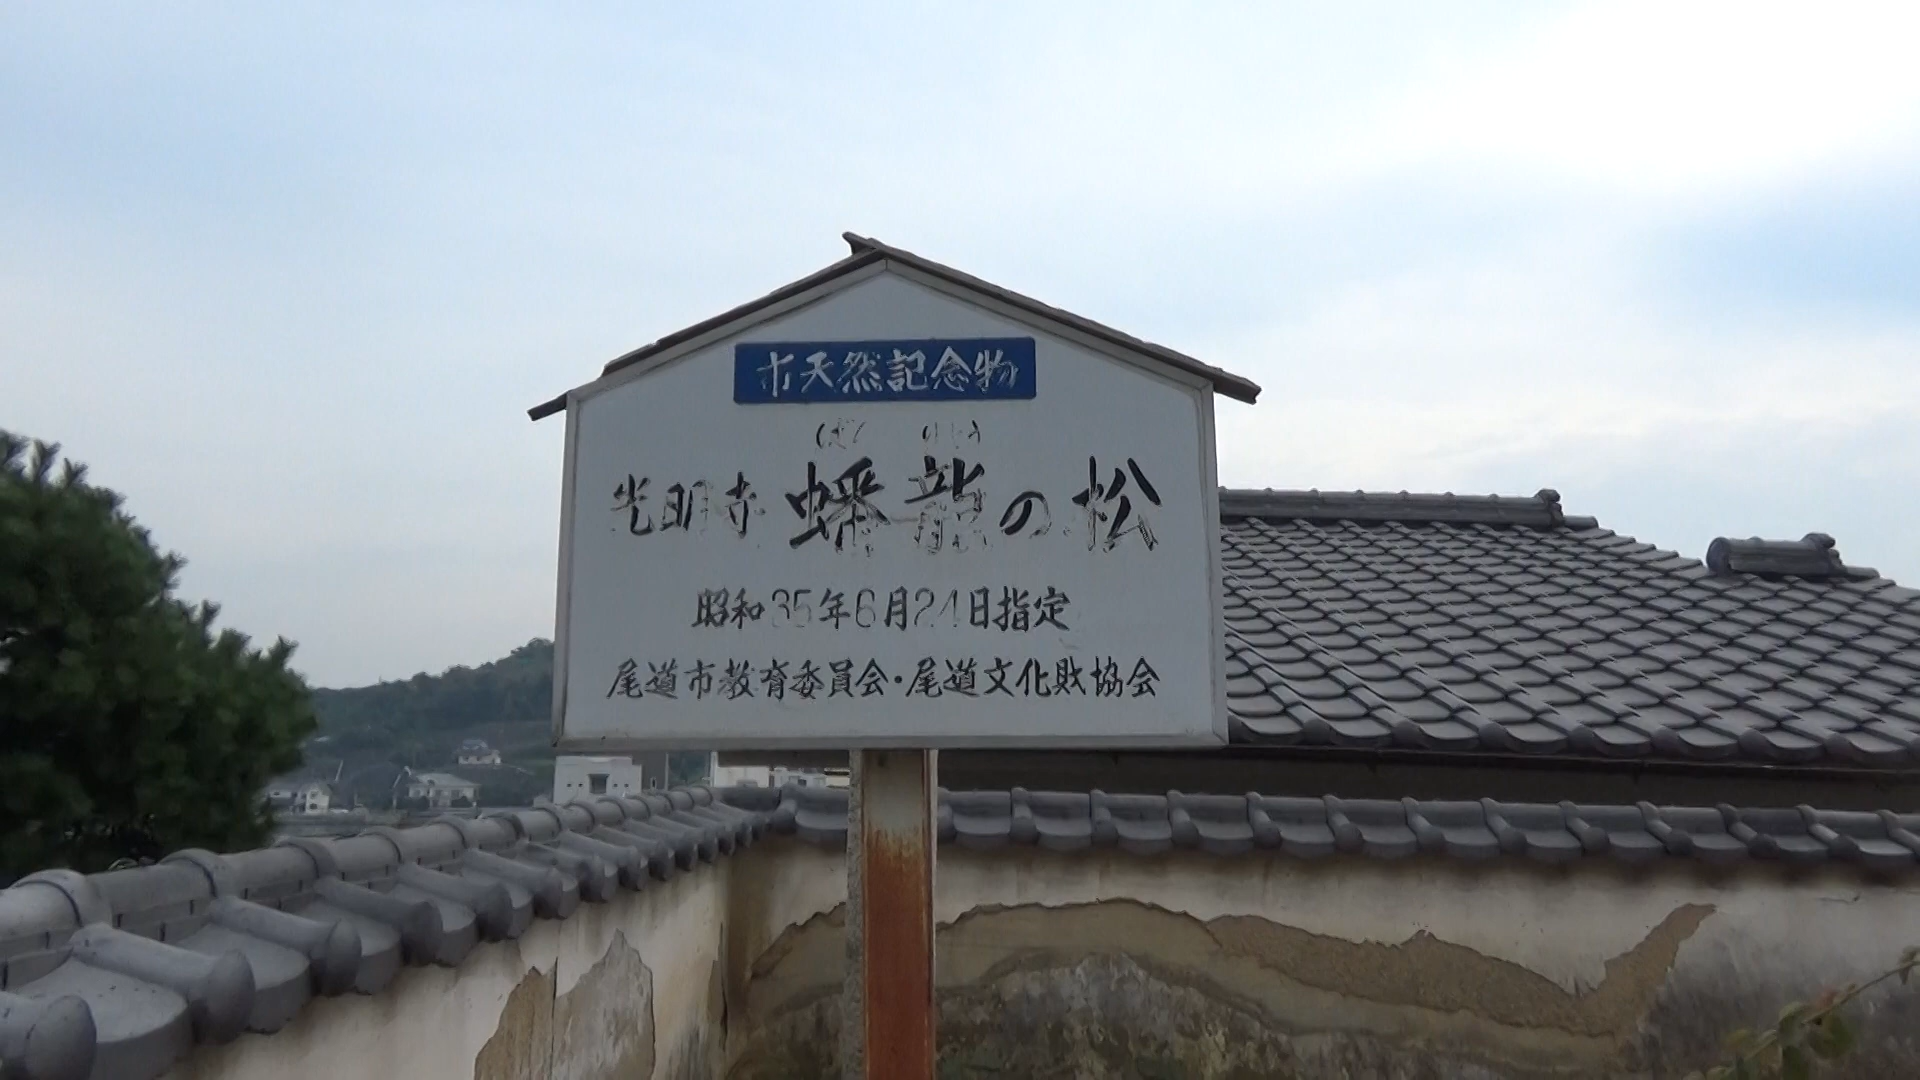 市天然記念物
ばん りゅう
光明寺 蟠龍の松
昭和35年6月24日指定
尾道市教育委員会・尾道文化財協会